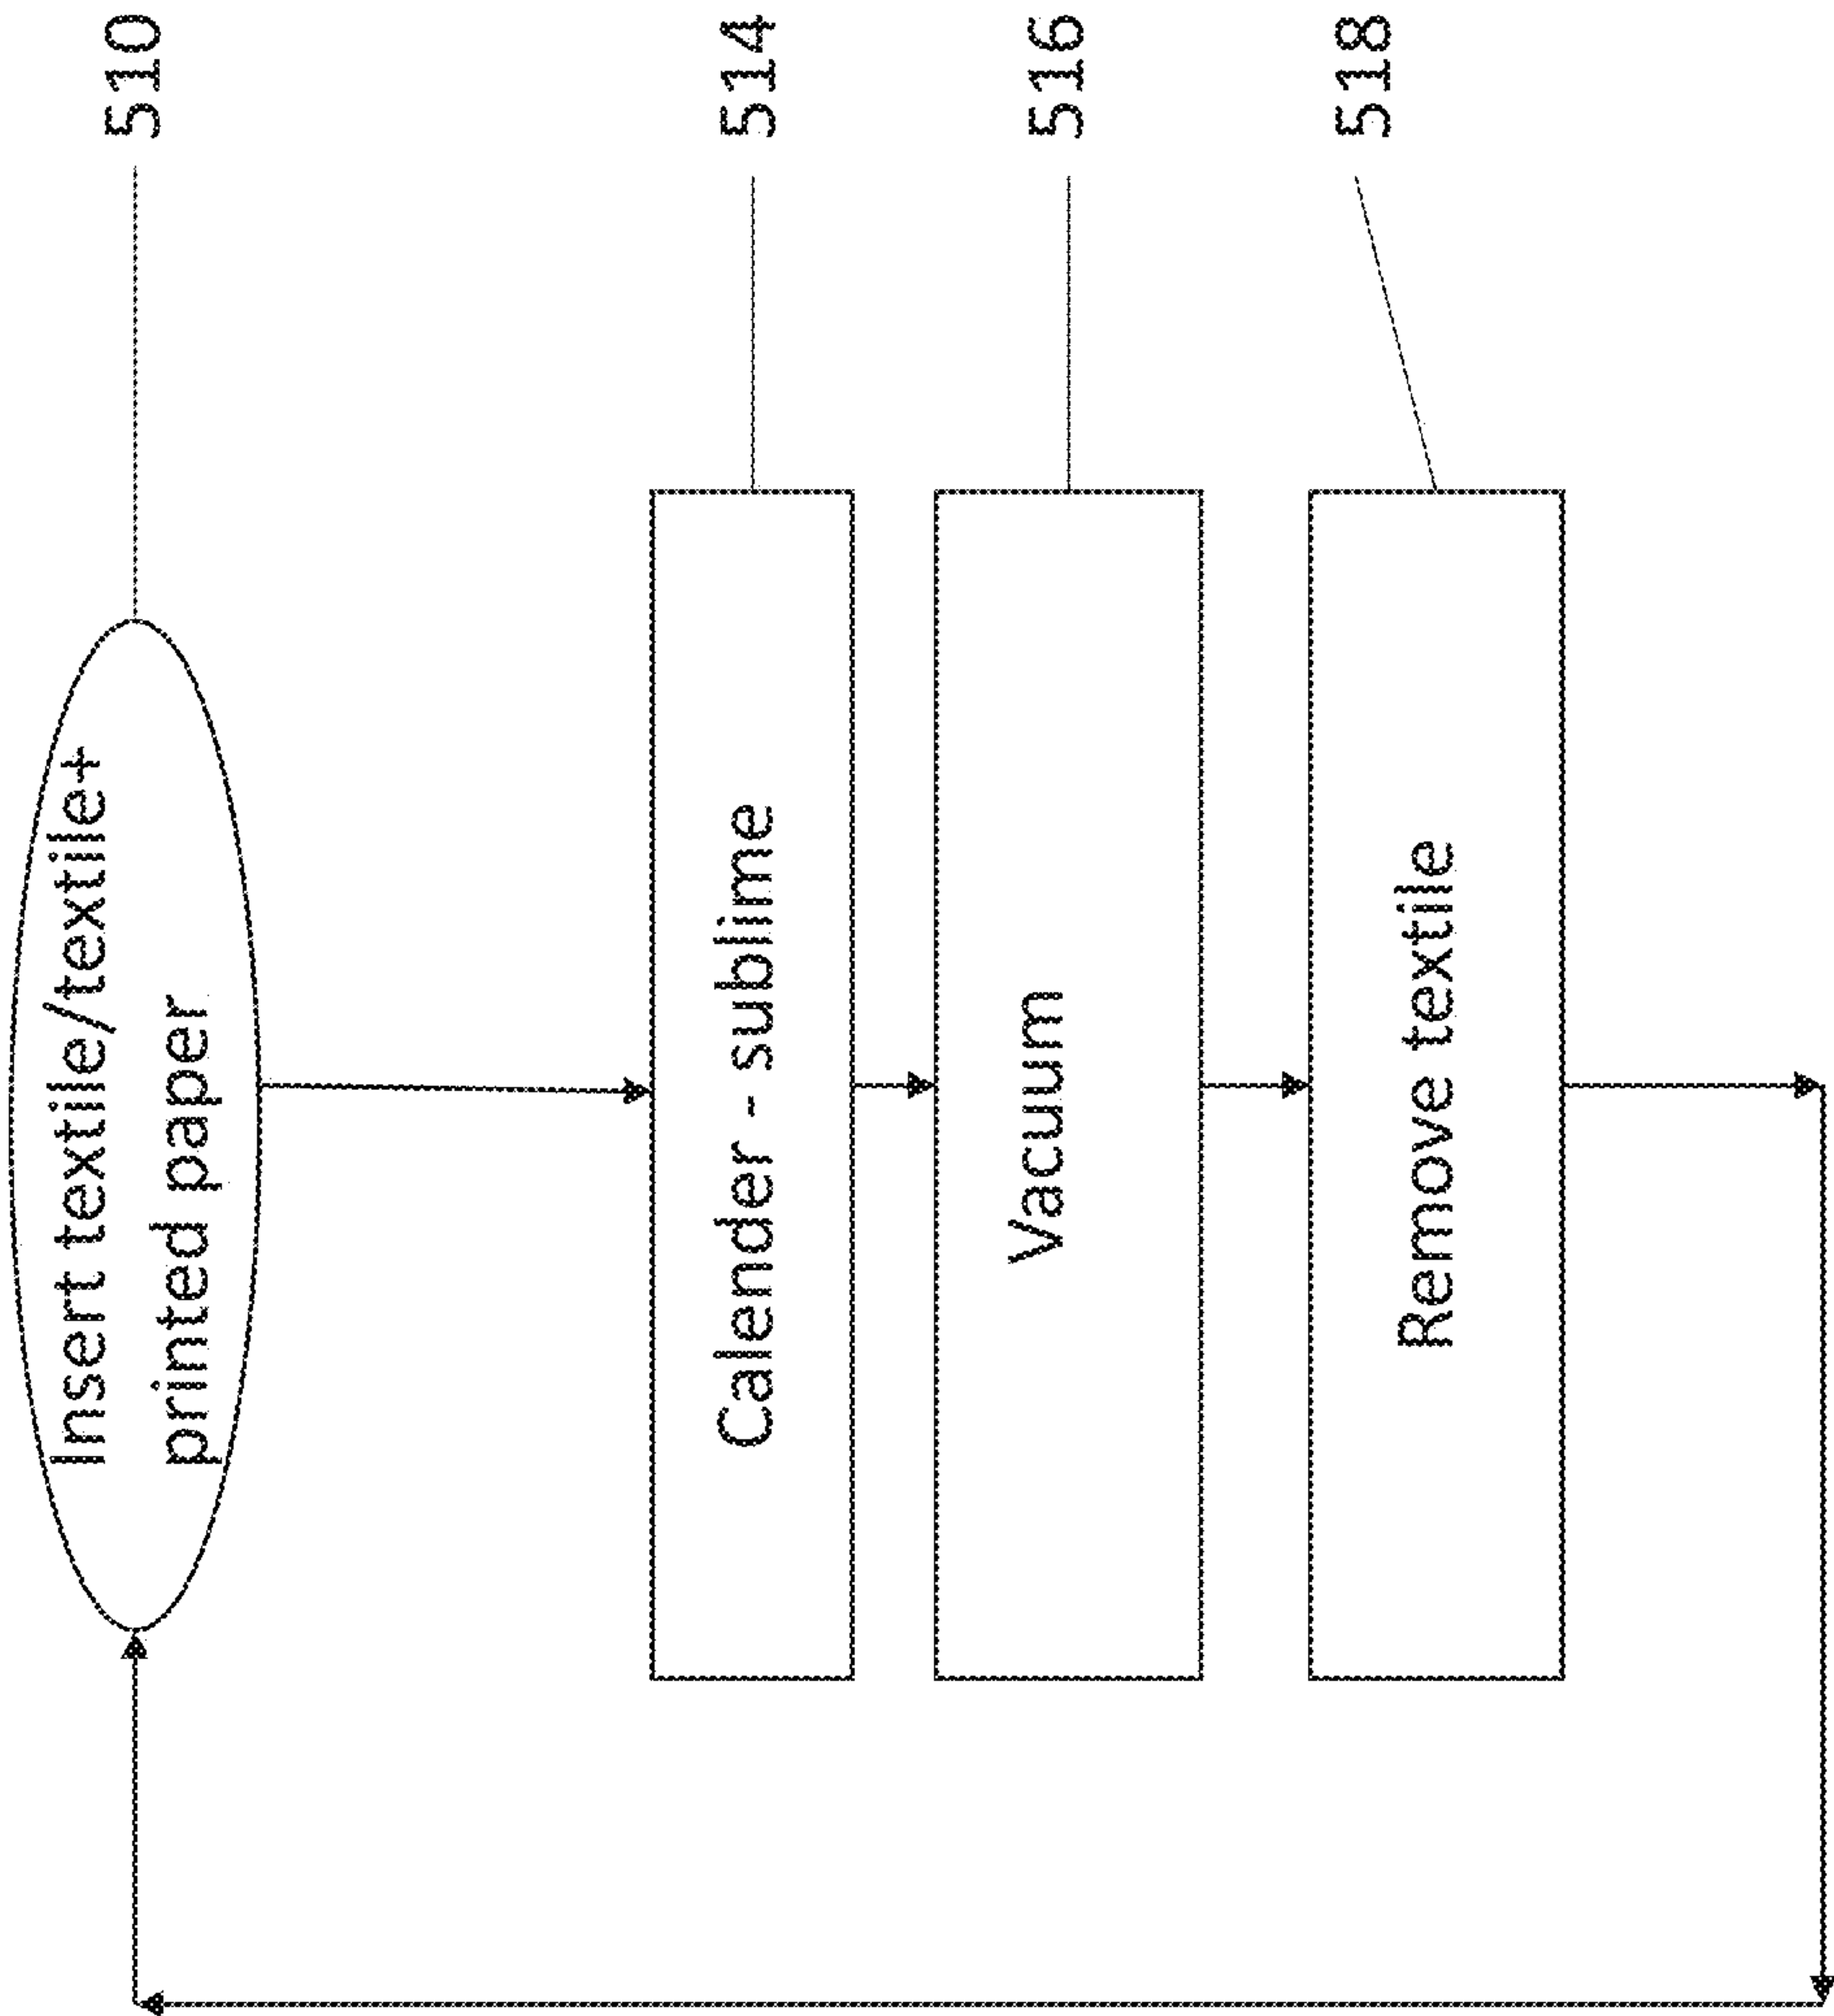 Insert textile/textile+
printed paper
510
Calender - sublime
514
Vacuum
516
Remove textile
518